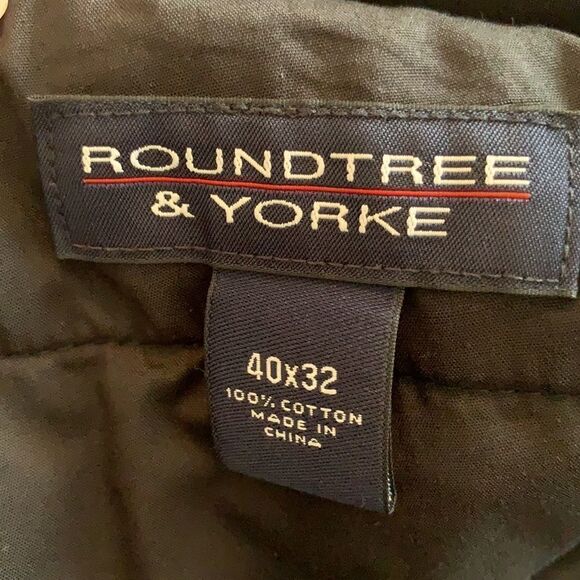 ROUNDTREE
& YORKE
40x32
100% COTTON
MADE IN
CHINA